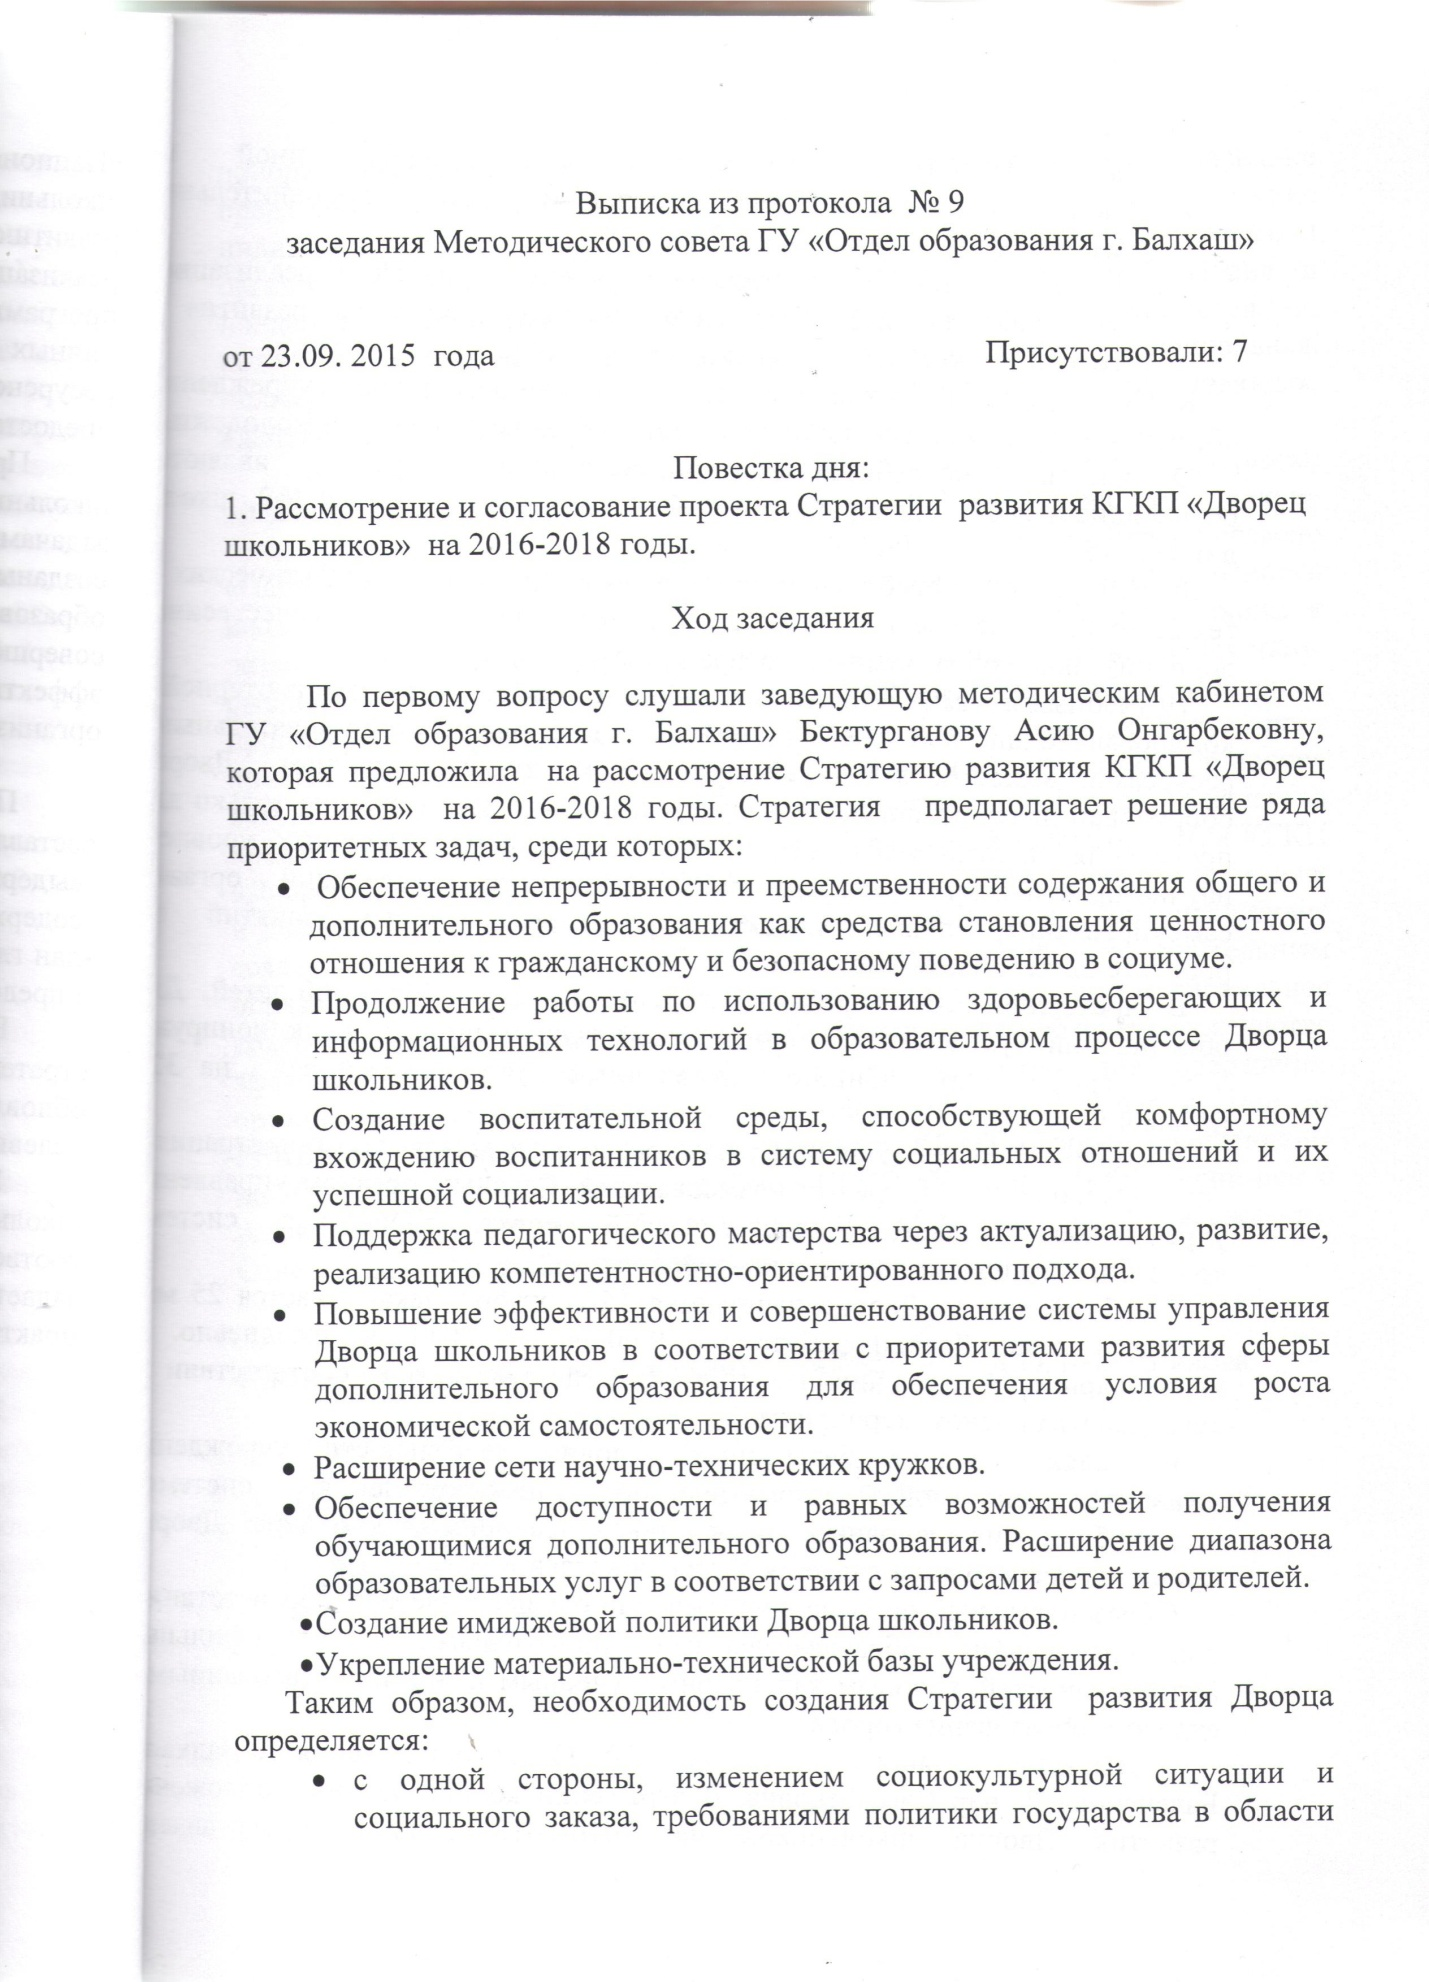 Выписка из протокола № 9
заседания Методического совета ГУ «Отдел образования г. Балхаш»
от 23.09. 2015 года Присутствовали: 7
Повестка дня:
1. Рассмотрение и согласование проекта Стратегии развития КГКП «Дворец
школьников» на 2016-2018 годы.
Ход заседания
По первому вопросу слушали заведующую методическим кабинетом
ГУ «Отдел образования г. Балхаш» Бектурганову Асию Онгарбековну,
которая предложила на рассмотрение Стратегию развития КГКП «Дворец
школьников» на 2016-2018 годы. Стратегия предполагает решение ряда
приоритетных задач, среди которых:
• Обеспечение непрерывности и преемственности содержания общего и
дополнительного образования как средства становления ценностного
отношения к гражданскому и безопасному поведению в социуме.
• Продолжение работы по использованию здоровьесберегающих и
информационных технологий в образовательном процессе Дворца
школьников.
• Создание воспитательной среды, способствующей комфортному
вхождению воспитанников в систему социальных отношений и их
успешной социализации.
• Поддержка педагогического мастерства через актуализацию, развитие,
реализацию компетентностно-ориентированного подхода.
• Повышение эффективности и совершенствование системы управления
Дворца школьников в соответствии с приоритетами развития сферы
дополнительного образования для обеспечения условия роста
экономической самостоятельности.
• Расширение сети научно-технических кружков.
• Обеспечение доступности и равных возможностей получения
обучающимися дополнительного образования. Расширение диапазона
образовательных услуг в соответствии с запросами детей и родителей.
•Создание имиджевой политики Дворца школьников.
•Укрепление материально-технической базы учреждения.
Таким образом, необходимость создания Стратегии развития Дворца
определяется:
• с одной стороны, изменением социокультурной ситуации и
социального заказа, требованиями политики государства в области